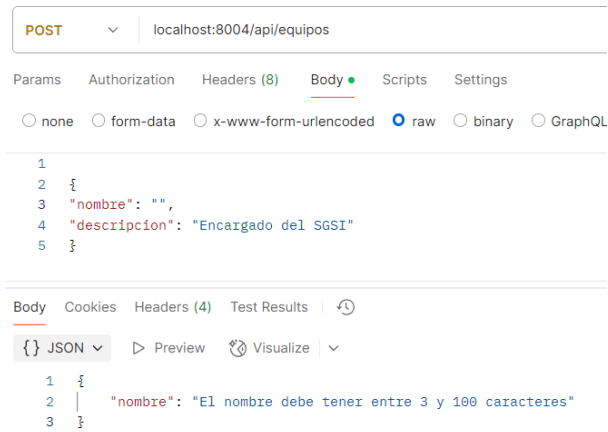 POST localhost:8004/api/equipos
Params Authorization Headers (8) Body Scripts Settings
none form-data x-www-form-urlencoded raw binary GraphQL
1
2 {
3 "nombre": "",
4 "descripcion": "Encargado del SGSI"
5 }
Body Cookies Headers (4) Test Results
{} JSON Preview Visualize
1 {
2 "nombre": "El nombre debe tener entre 3 y 100 caracteres"
3 }